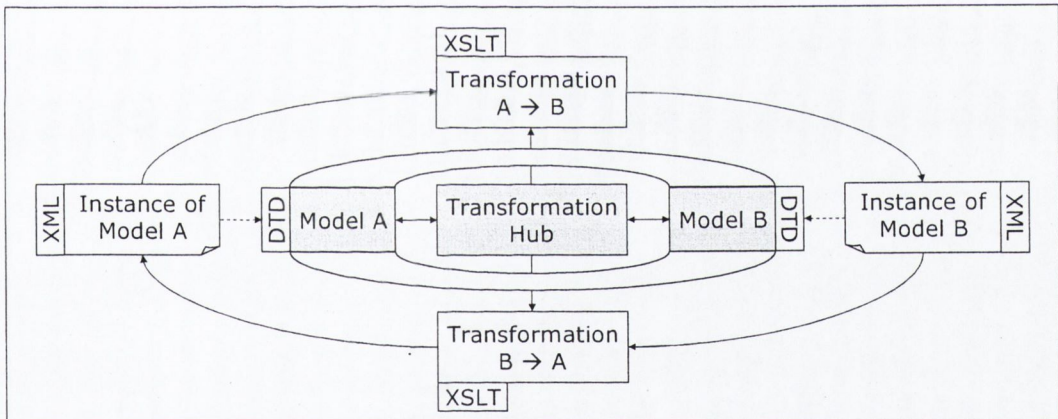 XSLT
Transformation
A → B
XML
Instance of
Model A
DTD
Model A
Transformation
Hub
Model B
DTD
Instance of
Model B
XML
Transformation
B → A
XSLT